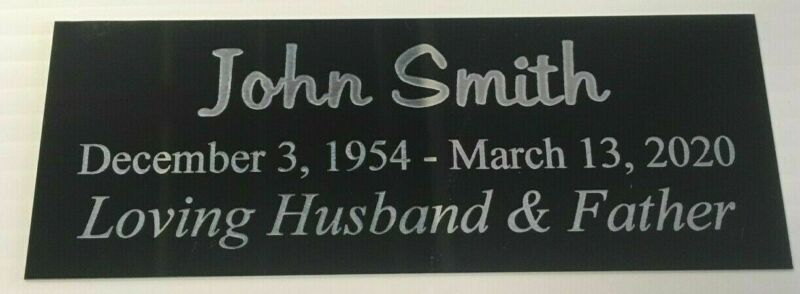 John Smith
December 3, 1954 - March 13, 2020
Loving Husband & Father